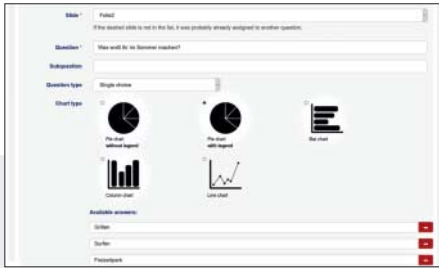 Slide * Folie2
If the desired slide is not in the list, it was probably already assigned to another question.
Question * Was wollt ihr im Sommer machen?
Subquestion
Question type Single choice
Chart type
Pie chart without legend
Pie chart with legend
Bar chart
Column chart
Line chart
Available answers:
Grillen
Surfen
Freizeitpark